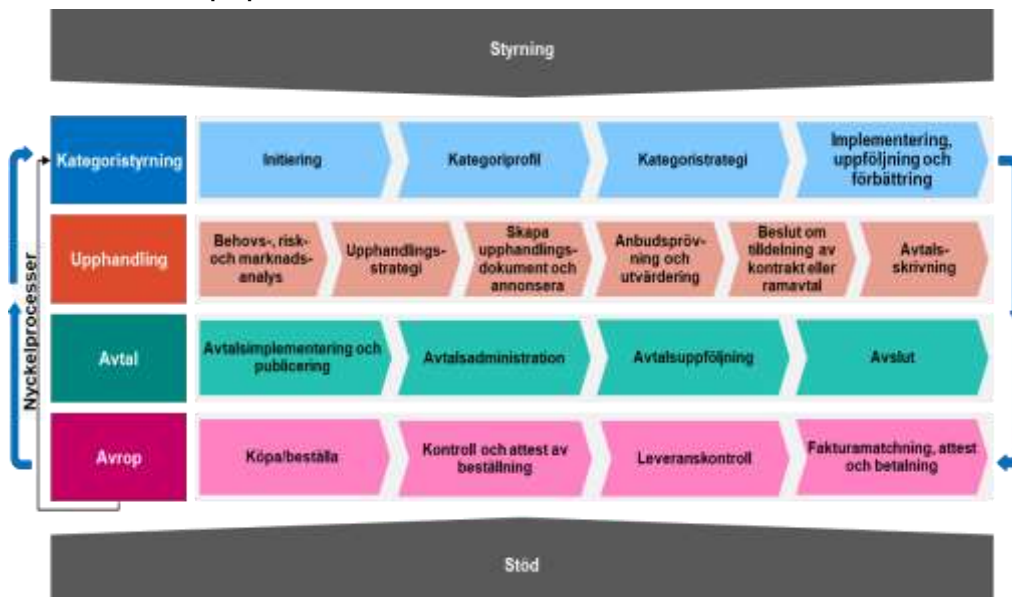 Styrning
Nyckelprocesser
Kategoristyrning
Initiering
Kategoriprofil
Kategoristrategi
Implementering,
uppföljning och
förbättring
Upphandling
Behovs-, risk-
och marknads-
analys
Upphandlings-
strategi
Skapa
upphandlings-
dokument och
annonsera
Anbudspröv-
ning och
utvärdering
Beslut om
tilldelning av
kontrakt eller
ramavtal
Avtals-
skrivning
Avtal
Avtalsimplementering och
publicering
Avtalsadministration
Avtalsuppföljning
Avslut
Avrop
Köpa/beställa
Kontroll och attest av
beställning
Leveranskontroll
Fakturamatchning, attest
och betalning
Stöd